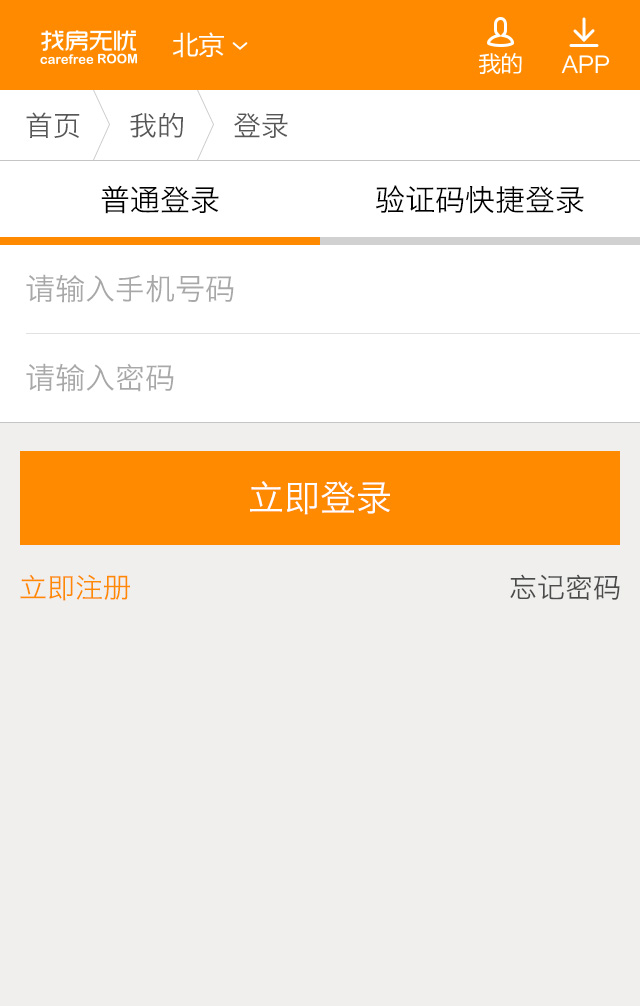 找房无忧
carefree ROOM
北京
我的
APP
首页
我的
登录
普通登录
验证码快捷登录
请输入手机号码
请输入密码
立即登录
立即注册
忘记密码